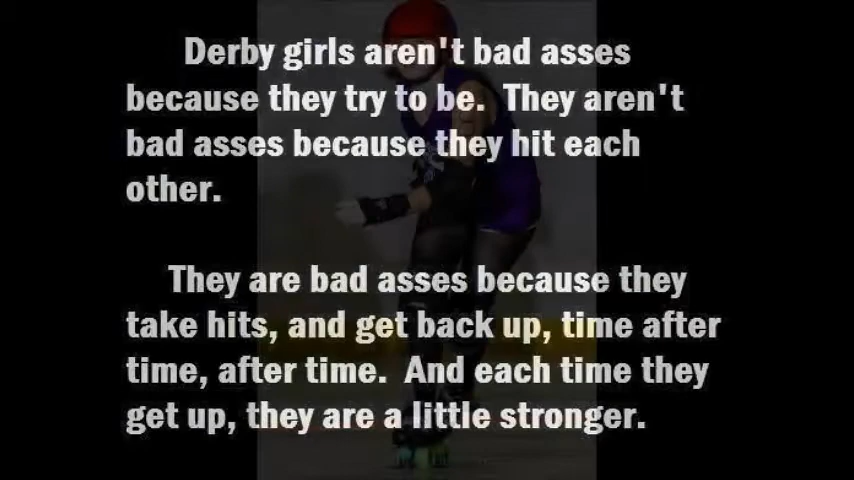 Derby girls aren't bad asses
because they try to be. They aren't
bad asses because they hit each
other.
They are bad asses because they
take hits, and get back up, time after
time, after time. And each time they
get up, they are a little stronger.